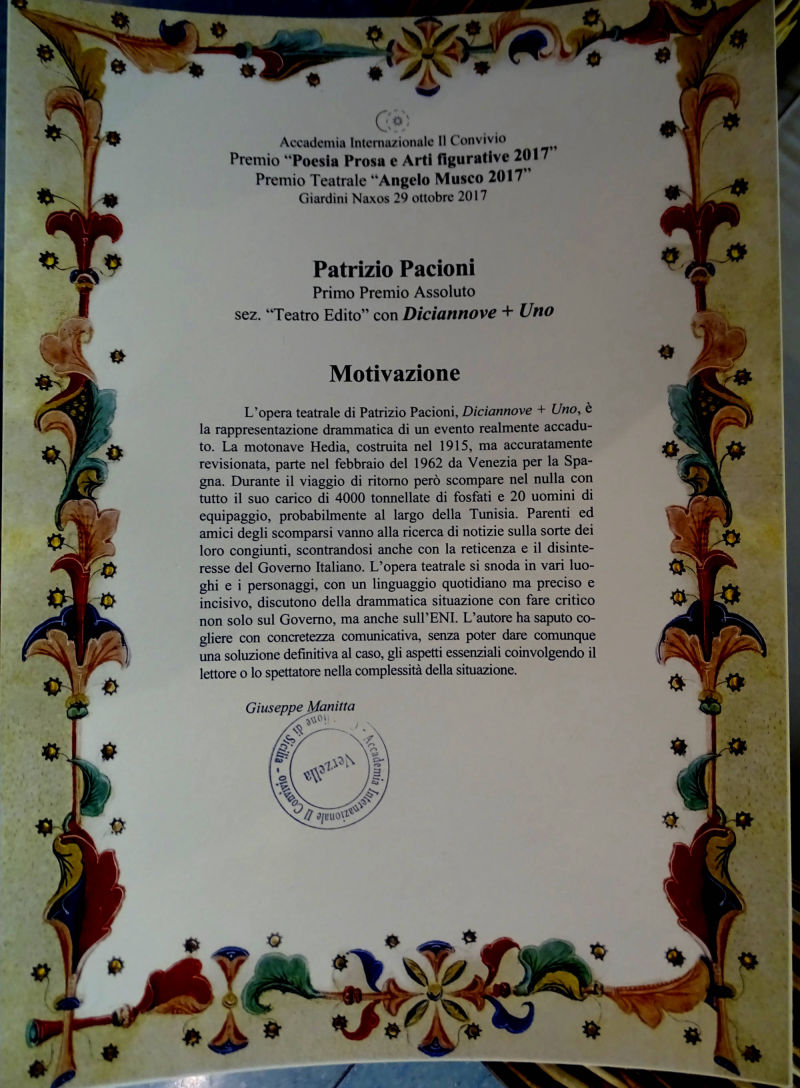 Accademia Internazionale Il Convivio
Premio “Poesia Prosa e Arti figurative 2017”
Premio Teatrale “Angelo Musco 2017”
Giardini Naxos 29 ottobre 2017
Patrizio Pacioni
Primo Premio Assoluto
sez. “Teatro Edito” con Diciannove + Uno
Motivazione
L’opera teatrale di Patrizio Pacioni, Diciannove + Uno, è
la rappresentazione drammatica di un evento realmente accadu-
to. La motonave Hedia, costruita nel 1915, ma accuratamente
revisionata, parte nel febbraio del 1962 da Venezia per la Spa-
gna. Durante il viaggio di ritorno però scompare nel nulla con
tutto il suo carico di 4000 tonnellate di fosfati e 20 uomini di
equipaggio, probabilmente al largo della Tunisia. Parenti ed
amici degli scomparsi vanno alla ricerca di notizie sulla sorte dei
loro congiunti, scontrandosi anche con la reticenza e il disinte-
resse del Governo Italiano. L’opera teatrale si snoda in vari luo-
ghi e i personaggi, con un linguaggio quotidiano ma preciso e
incisivo, discutono della drammatica situazione con fare critico
non solo sul Governo, ma anche sull’ENI. L’autore ha saputo co-
gliere con concretezza comunicativa, senza poter dare comunque
una soluzione definitiva al caso, gli aspetti essenziali coinvolgendo il
lettore o lo spettatore nella complessità della situazione.
Giuseppe Manitta
Accademia Internazionale Il Convivio -
di Sicilia -
Verzella